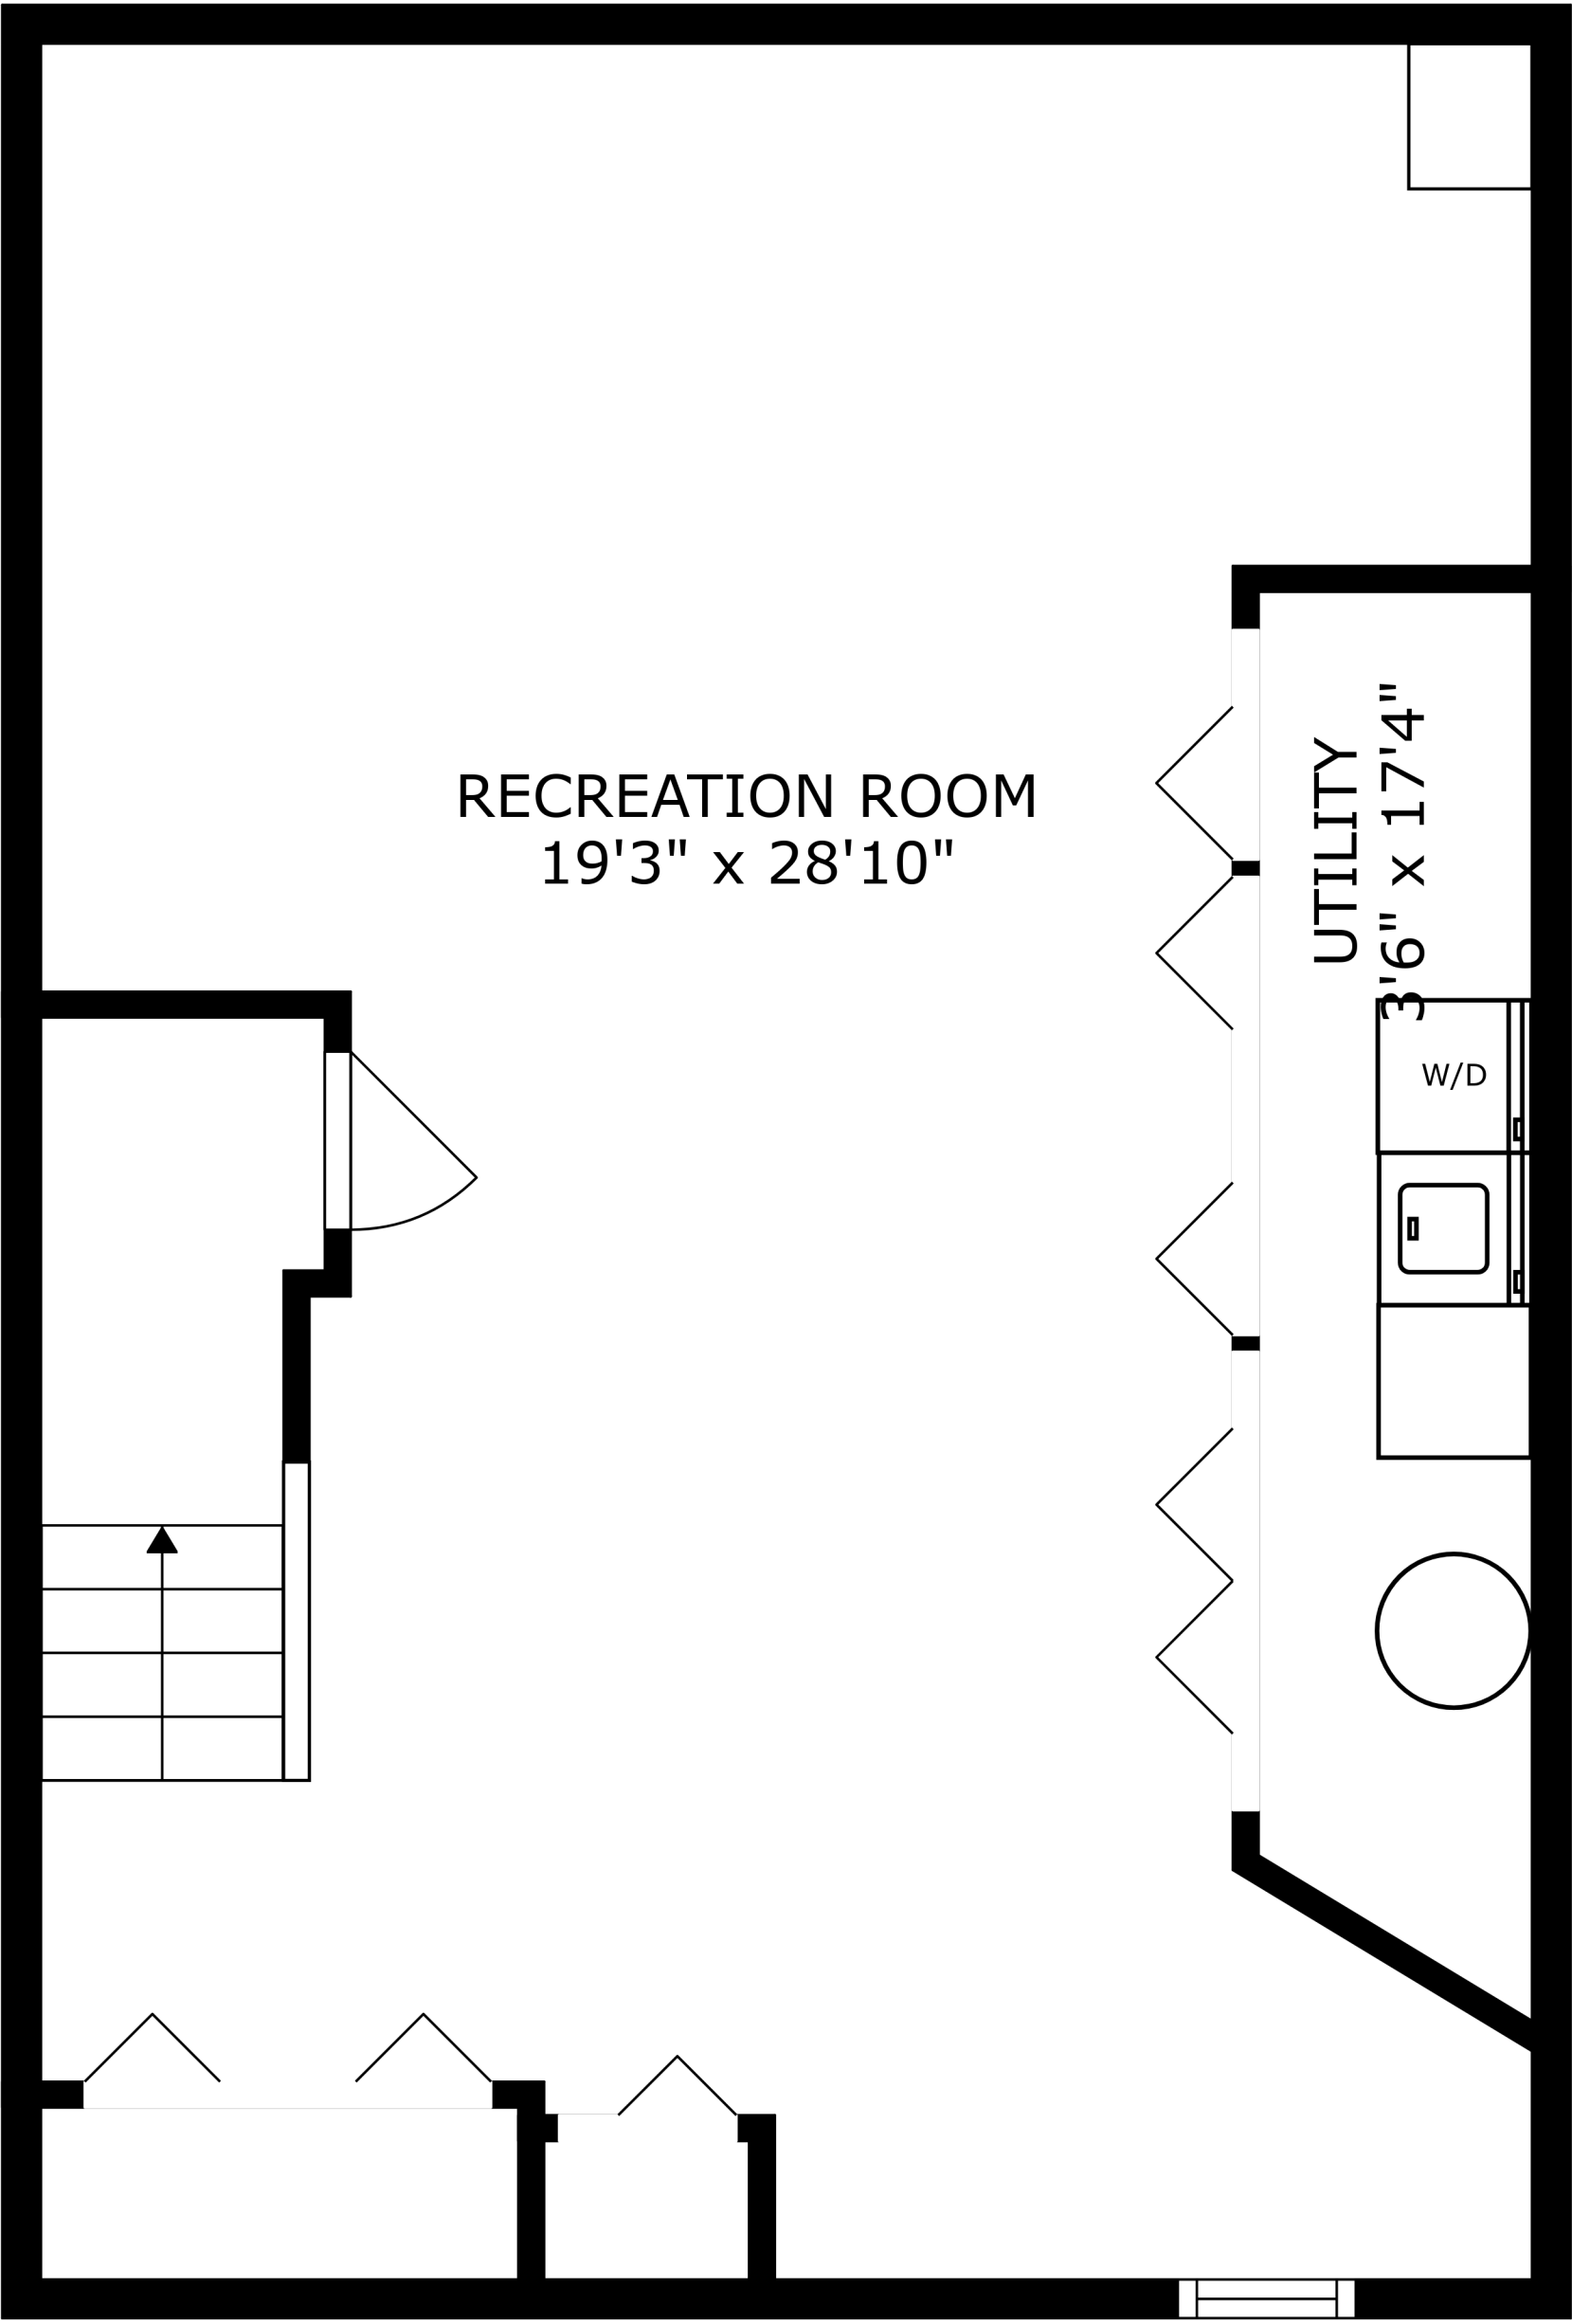 RECREATION ROOM
19'3" x 28'10"
UTILITY
3'6" x 17'4"
W/D